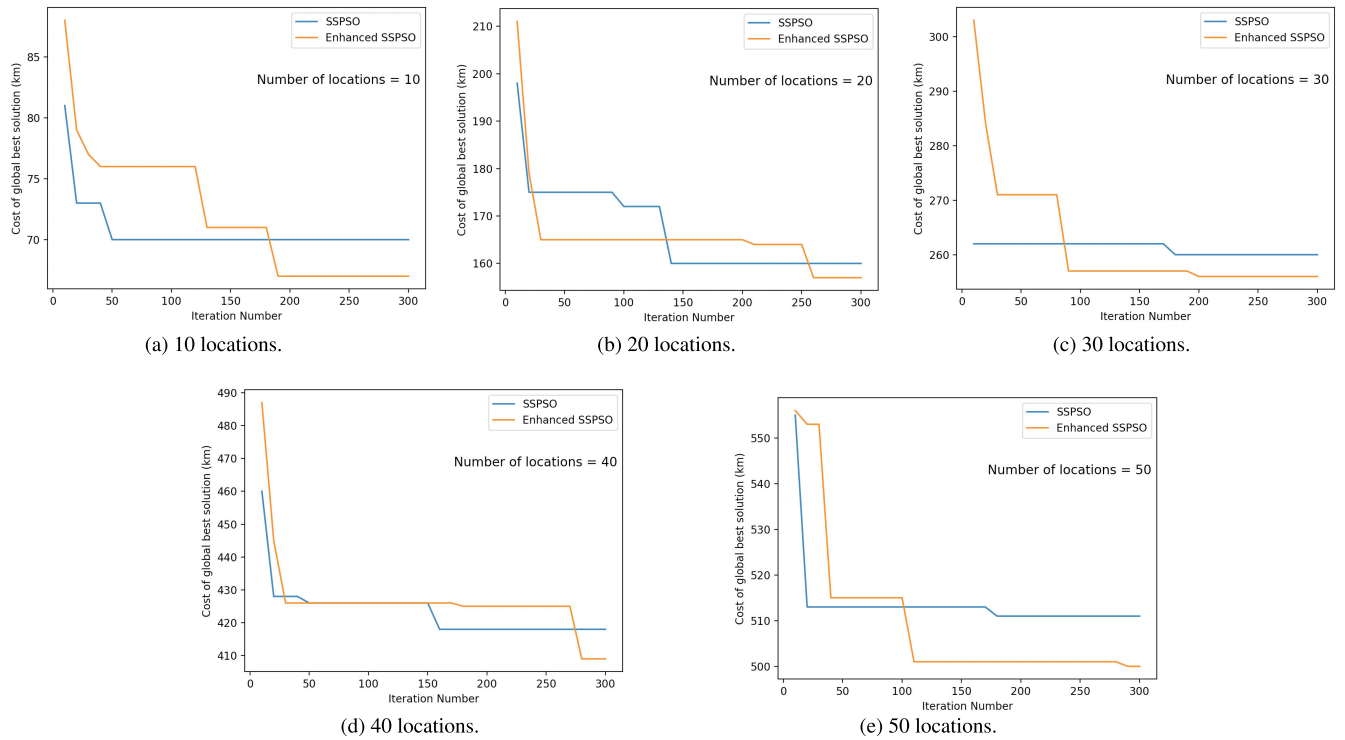 SSPSO
Enhanced SSPSO
Number of locations = 10
Cost of global best solution (km)
85
80
75
70
0 50 100 150 200 250 300
Iteration Number
(a) 10 locations.
SSPSO
Enhanced SSPSO
Number of locations = 20
Cost of global best solution (km)
210
200
190
180
170
160
0 50 100 150 200 250 300
Iteration Number
(b) 20 locations.
SSPSO
Enhanced SSPSO
Number of locations = 30
Cost of global best solution (km)
300
290
280
270
260
0 50 100 150 200 250 300
Iteration Number
(c) 30 locations.
SSPSO
Enhanced SSPSO
Number of locations = 40
Cost of global best solution (km)
490
480
470
460
450
440
430
420
410
0 50 100 150 200 250 300
Iteration Number
(d) 40 locations.
SSPSO
Enhanced SSPSO
Number of locations = 50
Cost of global best solution (km)
550
540
530
520
510
500
0 50 100 150 200 250 300
Iteration Number
(e) 50 locations.